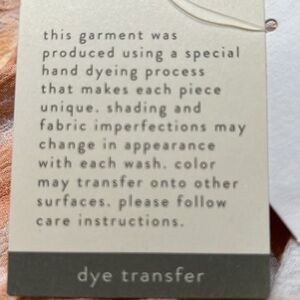 this garment was
produced using a special
hand dyeing process
that makes each piece
unique. shading and
fabric imperfections may
change in appearance
with each wash. color
may transfer onto other
surfaces. please follow
care instructions.
dye transfer